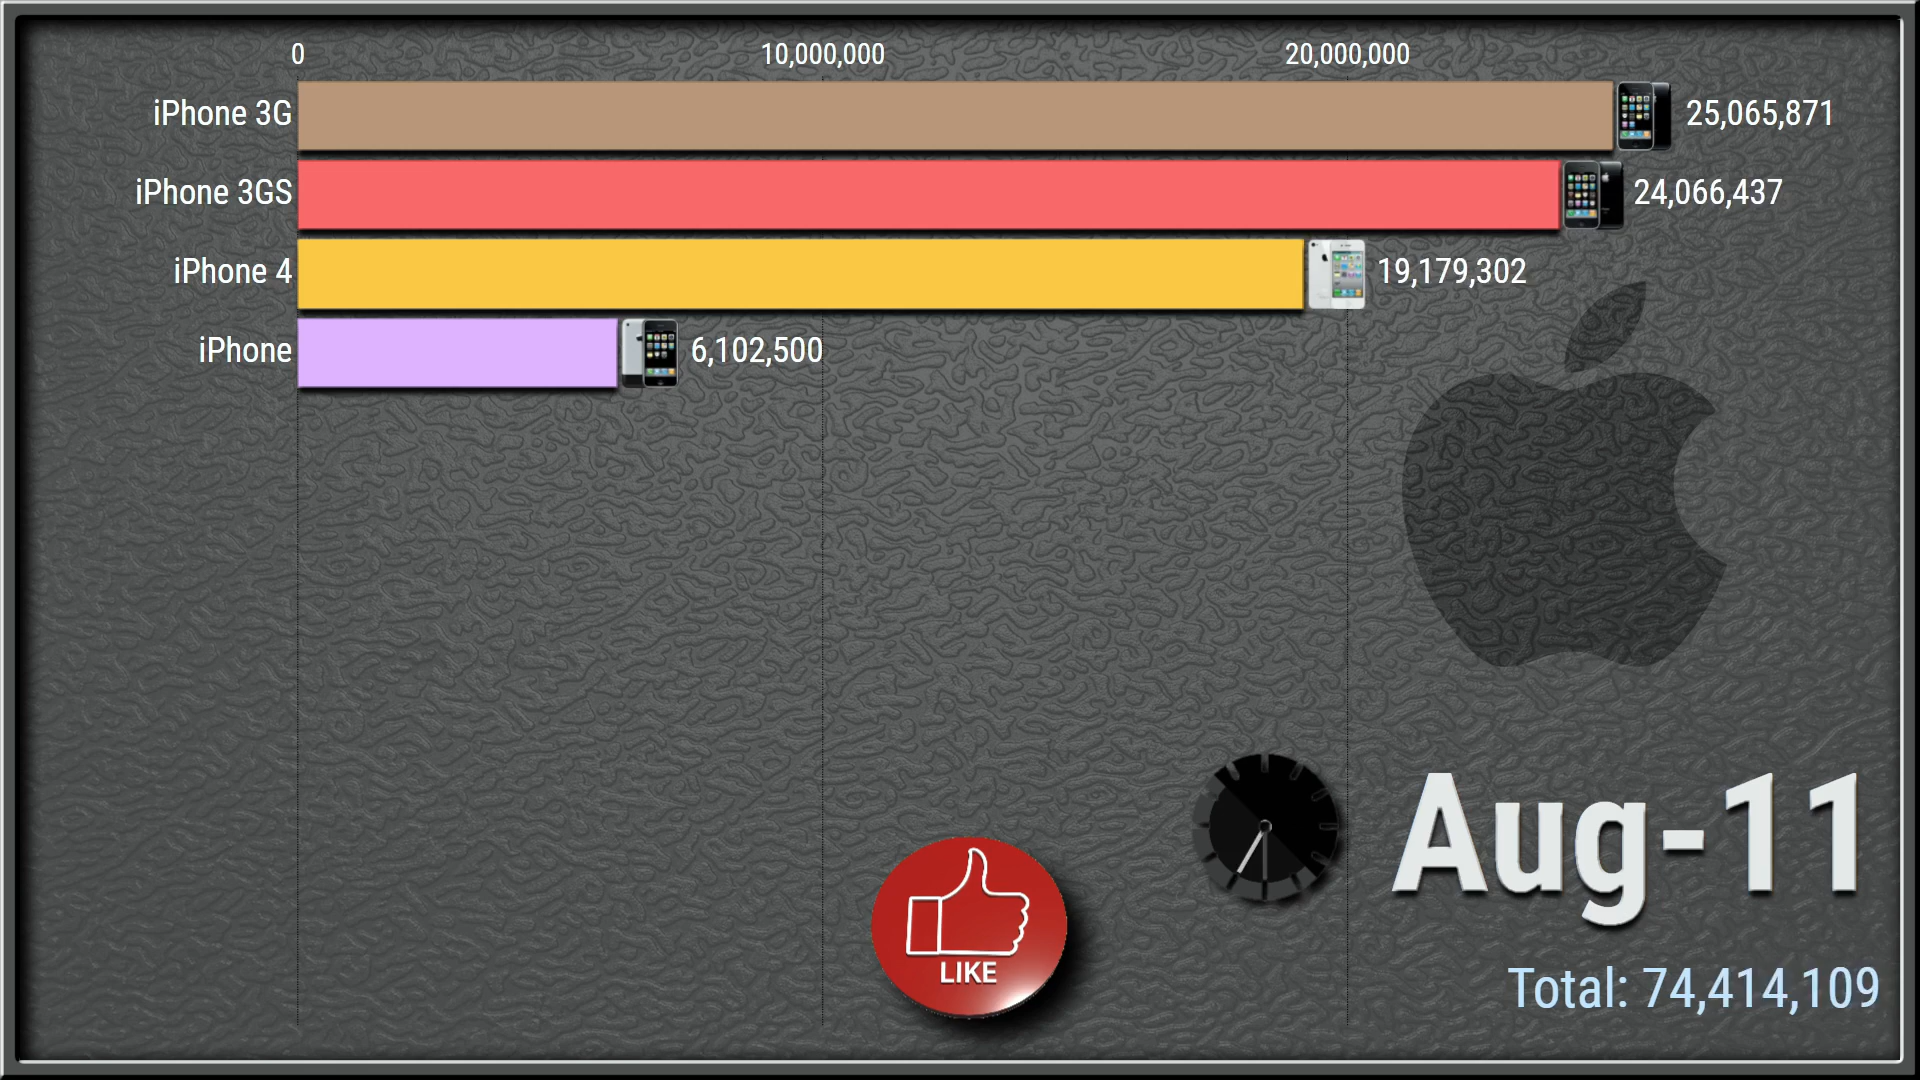 0 10,000,000 20,000,000
iPhone 3G 25,065,871
iPhone 3GS 24,066,437
iPhone 4 19,179,302
iPhone 6,102,500
Aug-11
LIKE
Total: 74,414,109